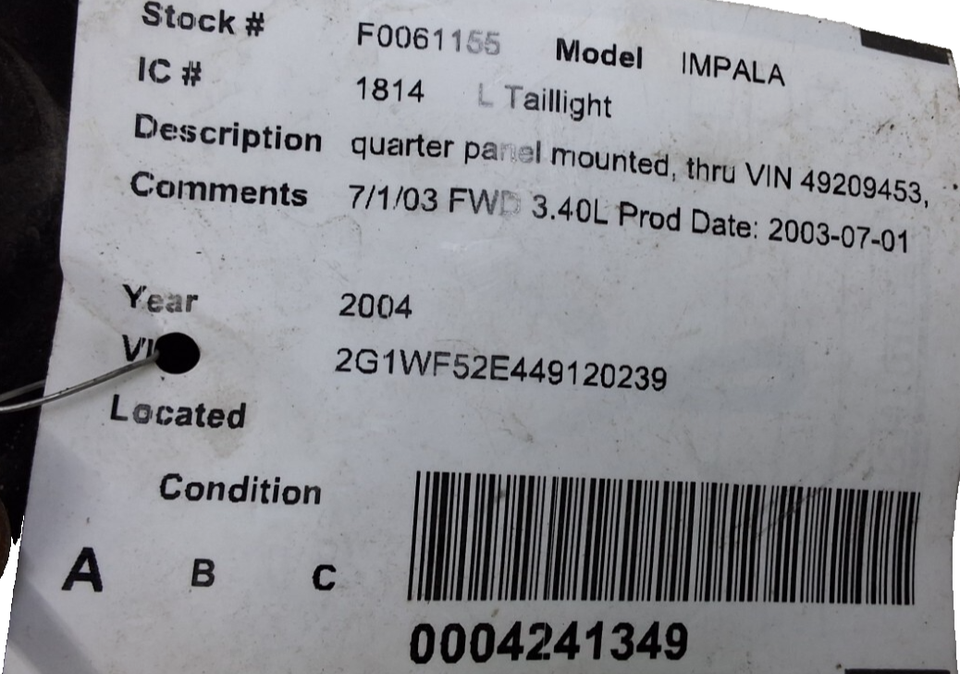 Stock # F0061155 Model IMPALA
IC # 1814 L Taillight
Description quarter panel mounted, thru VIN 49209453,
Comments 7/1/03 FWD 3.40L Prod Date: 2003-07-01
Year 2004
VI 2G1WF52E449120239
Located
Condition
A B C
0004241349